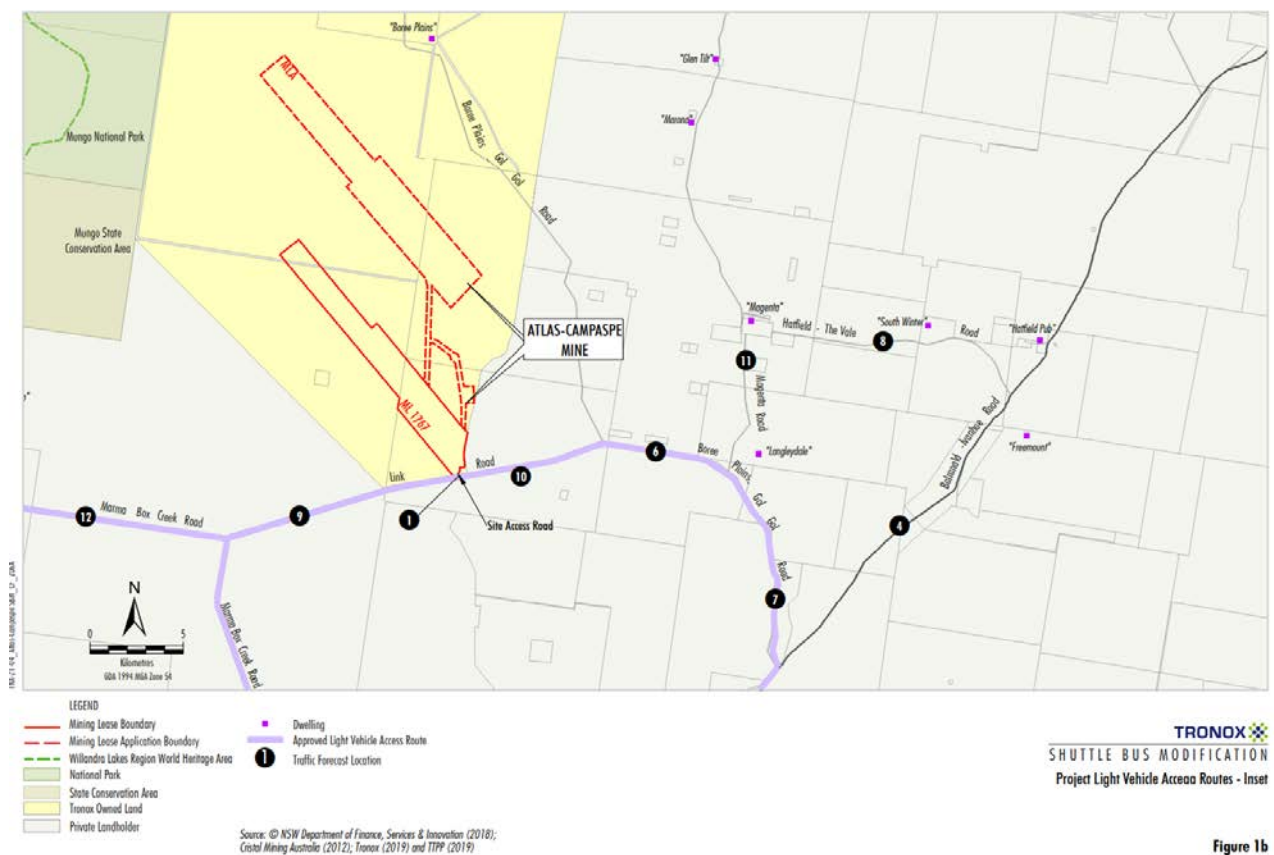 "Boree Plains"
"Glen Tilt"
MLA
"Marona"
Boree Plains Gol Gol Road
Mungo National Park
Mungo State
Conservation Area
"Magenta"
Hatfield - The Vale Road
"South Winter"
"Hatfield Pub"
8
ATLAS-CAMPASPE
MINE
11
Magenta Road
ML 1767
Balranald -Ivanhoe Road
"Freemount"
"Langleydale"
Link Road
6
Boree Plains Gol Gol Road
10
9
12
Marma Box Creek Road
1
Site Access Road
4
7
N
Marma Box Creek Road
0 5
Kilometres
GDA 1994 MGA Zone 54
LEGEND
Mining Lease Boundary
Mining Lease Application Boundary
Willandra Lakes Region World Heritage Area
National Park
State Conservation Area
Tronox Owned Land
Private Landholder
Dwelling
Approved Light Vehicle Access Route
1 Traffic Forecast Location
Source: © NSW Department of Finance, Services & Innovation (2018);
Cristal Mining Australia (2012); Tronox (2019) and TTPP (2019)
TRONOX
SHUTTLE BUS MODIFICATION
Project Light Vehicle Acceqq Routes - Inset
Figure 1b